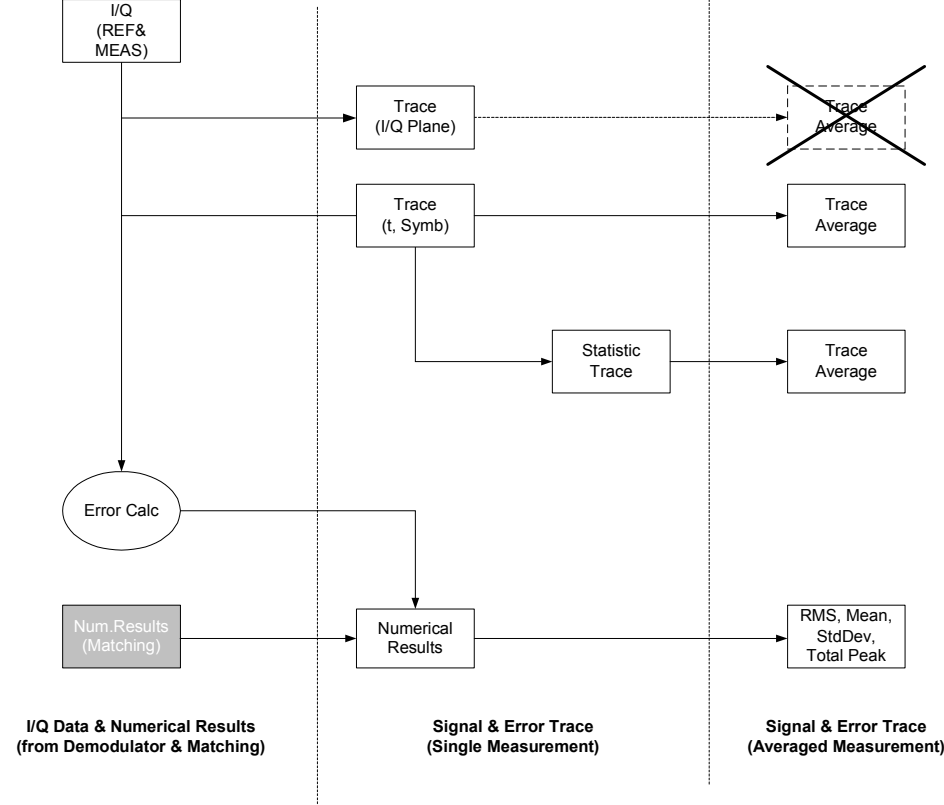 I/Q
(REF&
MEAS)
Trace
(I/Q Plane)
Trace
Average
Trace
(t, Symb)
Trace
Average
Statistic
Trace
Trace
Average
Error Calc
Num.Results
(Matching)
Numerical
Results
RMS, Mean,
StdDev,
Total Peak
I/Q Data & Numerical Results
(from Demodulator & Matching)
Signal & Error Trace
(Single Measurement)
Signal & Error Trace
(Averaged Measurement)